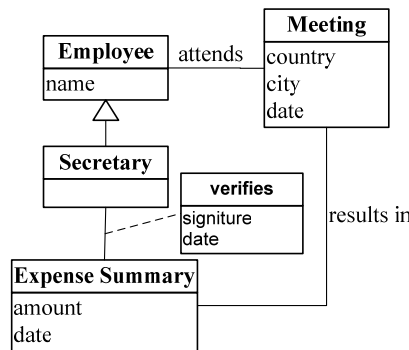 Meeting
country
city
date
Employee
name
attends
Secretary
verifies
signiture
date
results in
Expense Summary
amount
date